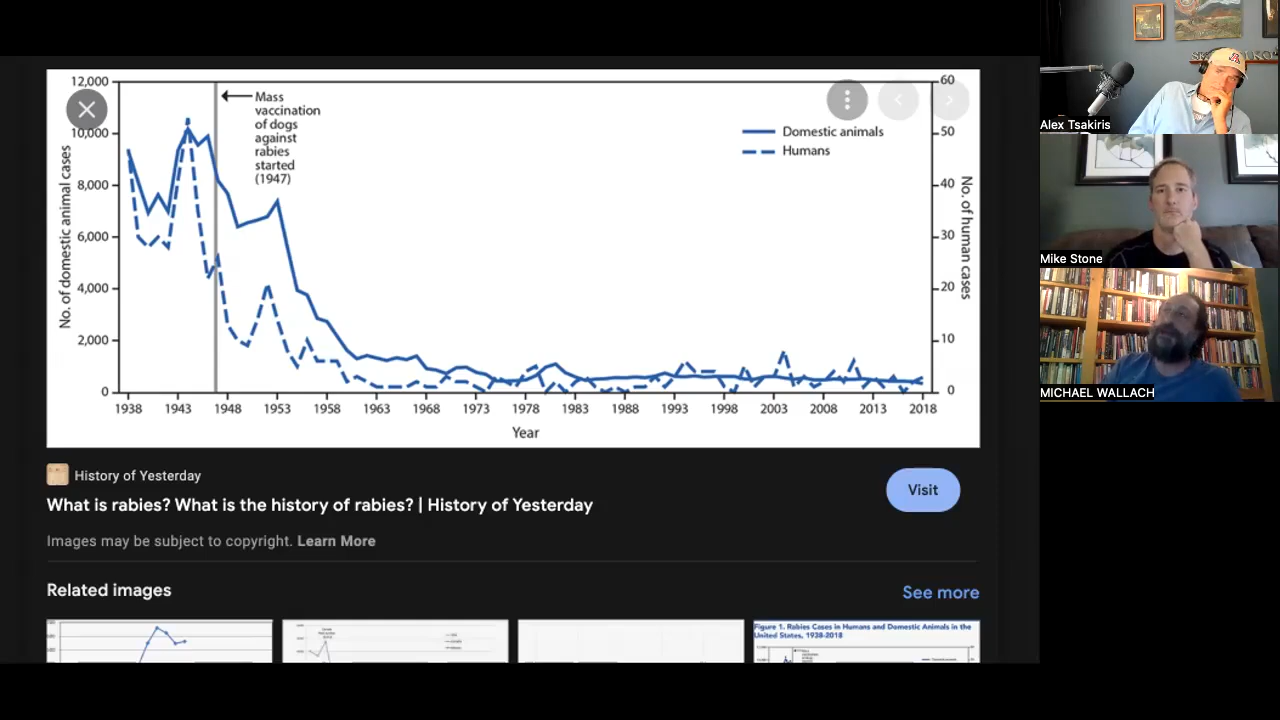 12,000
10,000
8,000
6,000
4,000
2,000
0
No. of domestic animal cases
Mass
vaccination
of dogs
against
rabies
started
(1947)
Domestic animals
Humans
60
50
40
30
20
10
0
No. of human cases
1938 1943 1948 1953 1958 1963 1968 1973 1978 1983 1988 1993 1998 2003 2008 2013 2018
Year
History of Yesterday
What is rabies? What is the history of rabies? | History of Yesterday
Images may be subject to copyright. Learn More
Visit
Related images
See more
Figure 1. Rabies Cases in Humans and Domestic Animals in the
United States, 1938-2018
Alex Tsakiris
Mike Stone
MICHAEL WALLACH